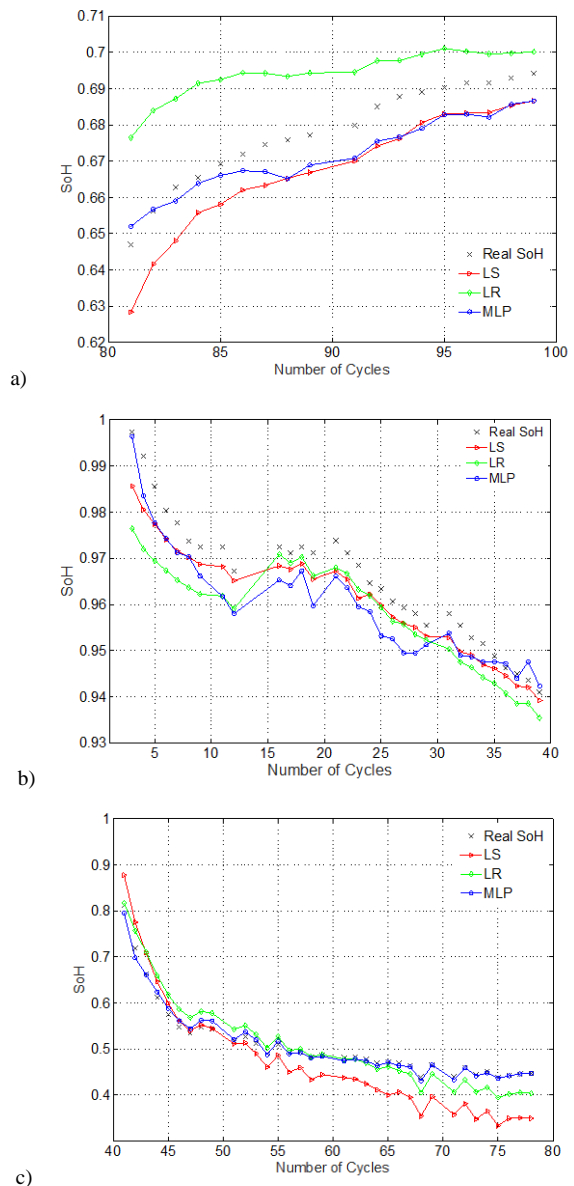 0.71
0.7
0.69
0.68
0.67
0.66
0.65
0.64
0.63
0.62
SoH
Real SoH
LS
LR
MLP
80 85 90 95 100
Number of Cycles
a)
1
0.99
0.98
0.97
0.96
0.95
0.94
0.93
SoH
Real SoH
LS
LR
MLP
5 10 15 20 25 30 35 40
Number of Cycles
b)
1
0.9
0.8
0.7
0.6
0.5
0.4
SoH
Real SoH
LS
LR
MLP
40 45 50 55 60 65 70 75 80
Number of Cycles
c)